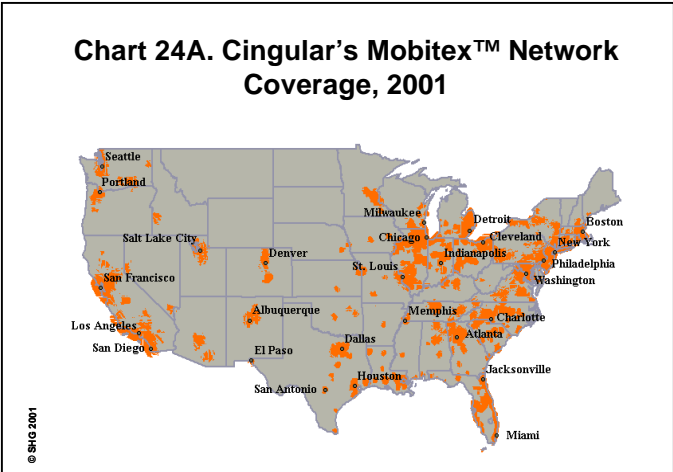 Chart 24A. Cingular's Mobitex™ Network
Coverage, 2001
Seattle
Portland
Milwaukee
Detroit
Boston
Salt Lake City
Chicago
Cleveland
New York
Denver
Indianapolis
St. Louis
Philadelphia
San Francisco
Washington
Albuquerque
Memphis
Charlotte
Los Angeles
Dallas
Atlanta
San Diego
El Paso
Jacksonville
San Antonio
Houston
Miami
© SHG 2001